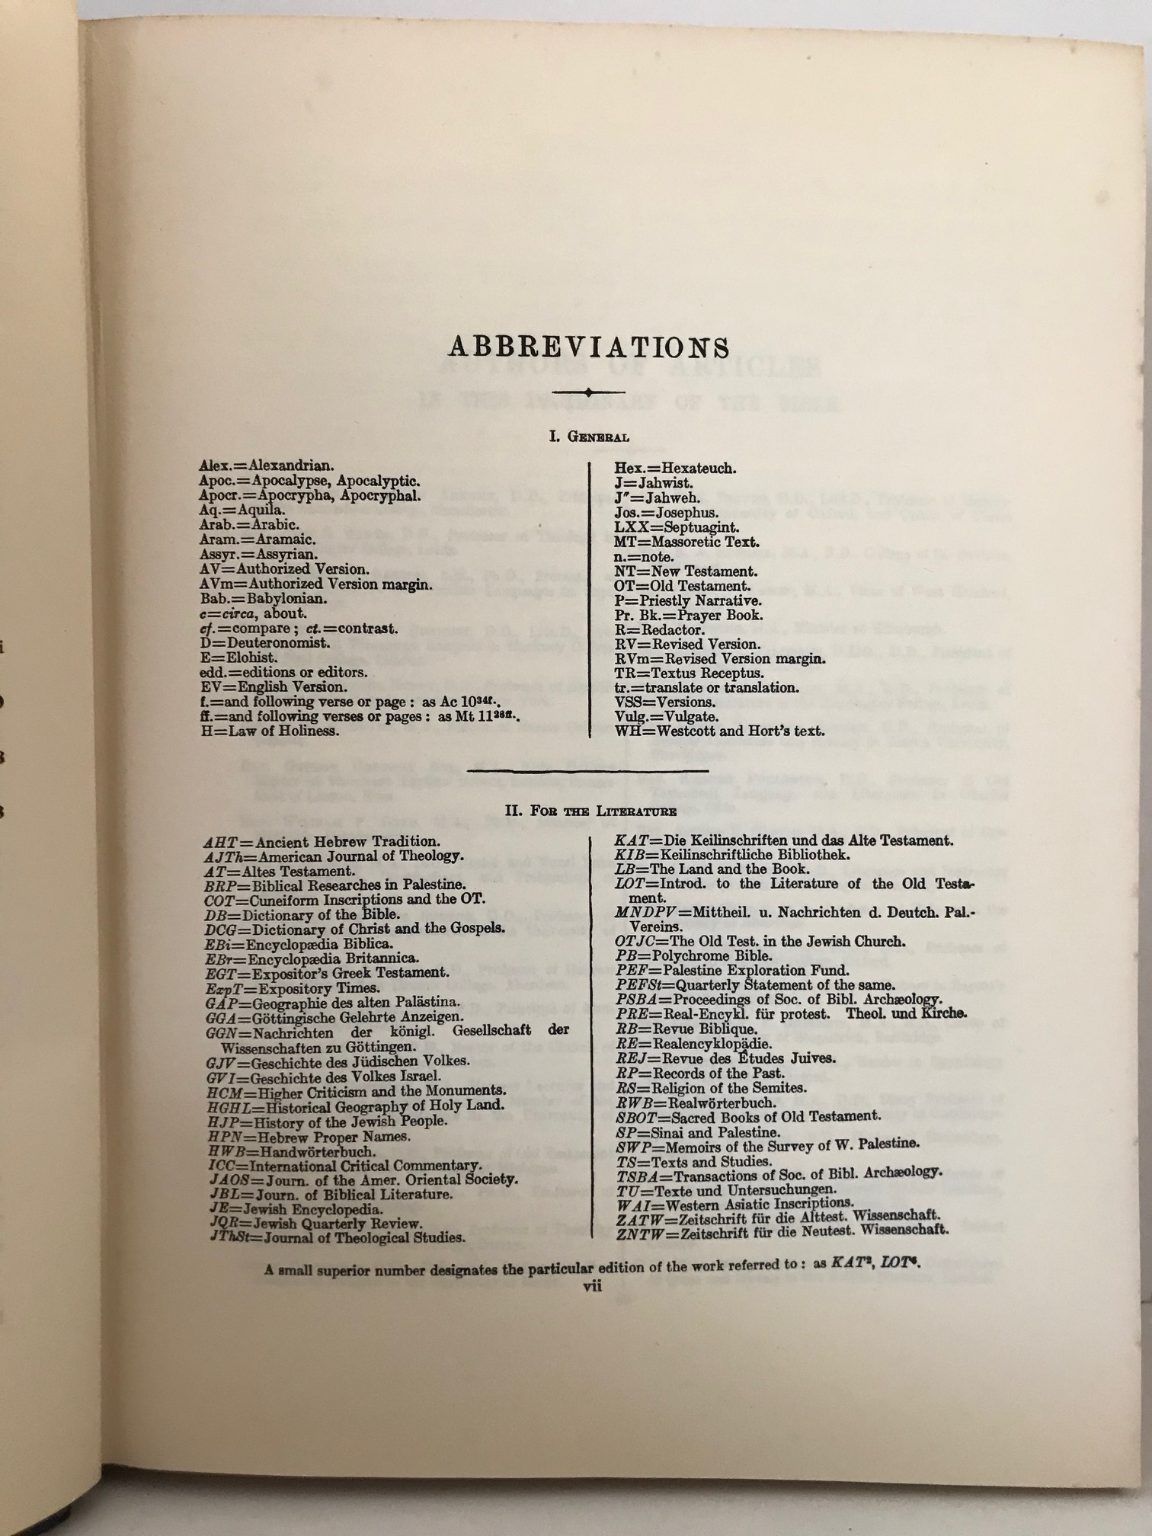 ABBREVIATIONS
I. GENERAL
Alex.=Alexandrian.
Apoc.=Apocalypse, Apocalyptic.
Apocr.=Apocrypha, Apocryphal.
Aq.=Aquila.
Arab.=Arabic.
Aram.=Aramaic.
Assyr.=Assyrian.
AV=Authorized Version.
AVm=Authorized Version margin.
Bab.=Babylonian.
c=circa, about.
cf.=compare; ct.=contrast.
D=Deuteronomist.
E=Elohist.
edd.=editions or editors.
EV=English Version.
f.=and following verse or page: as Ac 10³⁴ᶠ·.
ff.=and following verses or pages: as Mt 11²⁸ᶠᶠ·.
H=Law of Holiness.
Hex.=Hexateuch.
J=Jahwist.
J″=Jahweh.
Jos.=Josephus.
LXX=Septuagint.
MT=Massoretic Text.
n.=note.
NT=New Testament.
OT=Old Testament.
P=Priestly Narrative.
Pr. Bk.=Prayer Book.
R=Redactor.
RV=Revised Version.
RVm=Revised Version margin.
TR=Textus Receptus.
tr.=translate or translation.
VSS=Versions.
Vulg.=Vulgate.
WH=Westcott and Hort's text.
II. FOR THE LITERATURE
AHT=Ancient Hebrew Tradition.
AJTh=American Journal of Theology.
AT=Altes Testament.
BRP=Biblical Researches in Palestine.
COT=Cuneiform Inscriptions and the OT.
DB=Dictionary of the Bible.
DCG=Dictionary of Christ and the Gospels.
EBi=Encyclopædia Biblica.
EBr=Encyclopædia Britannica.
EGT=Expositor's Greek Testament.
ExpT=Expository Times.
GAP=Geographie des alten Palästina.
GGA=Göttingische Gelehrte Anzeigen.
GGN=Nachrichten der königl. Gesellschaft der
Wissenschaften zu Göttingen.
GJV=Geschichte des Jüdischen Volkes.
GVI=Geschichte des Volkes Israel.
HCM=Higher Criticism and the Monuments.
HGHL=Historical Geography of Holy Land.
HJP=History of the Jewish People.
HPN=Hebrew Proper Names.
HWB=Handwörterbuch.
ICC=International Critical Commentary.
JAOS=Journ. of the Amer. Oriental Society.
JBL=Journ. of Biblical Literature.
JE=Jewish Encyclopedia.
JQR=Jewish Quarterly Review.
JThSt=Journal of Theological Studies.
KAT=Die Keilinschriften und das Alte Testament.
KIB=Keilinschriftliche Bibliothek.
LB=The Land and the Book.
LOT=Introd. to the Literature of the Old Testa-
ment.
MNDPV=Mittheil. u. Nachrichten d. Deutch. Pal.-
Vereins.
OTJC=The Old Test. in the Jewish Church.
PB=Polychrome Bible.
PEF=Palestine Exploration Fund.
PEFSt=Quarterly Statement of the same.
PSBA=Proceedings of Soc. of Bibl. Archæology.
PRE=Real-Encykl. für protest. Theol. und Kirche.
RB=Revue Biblique.
RE=Realencyklopädie.
REJ=Revue des Études Juives.
RP=Records of the Past.
RS=Religion of the Semites.
RWB=Realwörterbuch.
SBOT=Sacred Books of Old Testament.
SP=Sinai and Palestine.
SWP=Memoirs of the Survey of W. Palestine.
TS=Texts and Studies.
TSBA=Transactions of Soc. of Bibl. Archæology.
TU=Texte und Untersuchungen.
WAI=Western Asiatic Inscriptions.
ZATW=Zeitschrift für die Alttest. Wissenschaft.
ZNTW=Zeitschrift für die Neutest. Wissenschaft.
A small superior number designates the particular edition of the work referred to: as KAT², LOT⁶.
vii